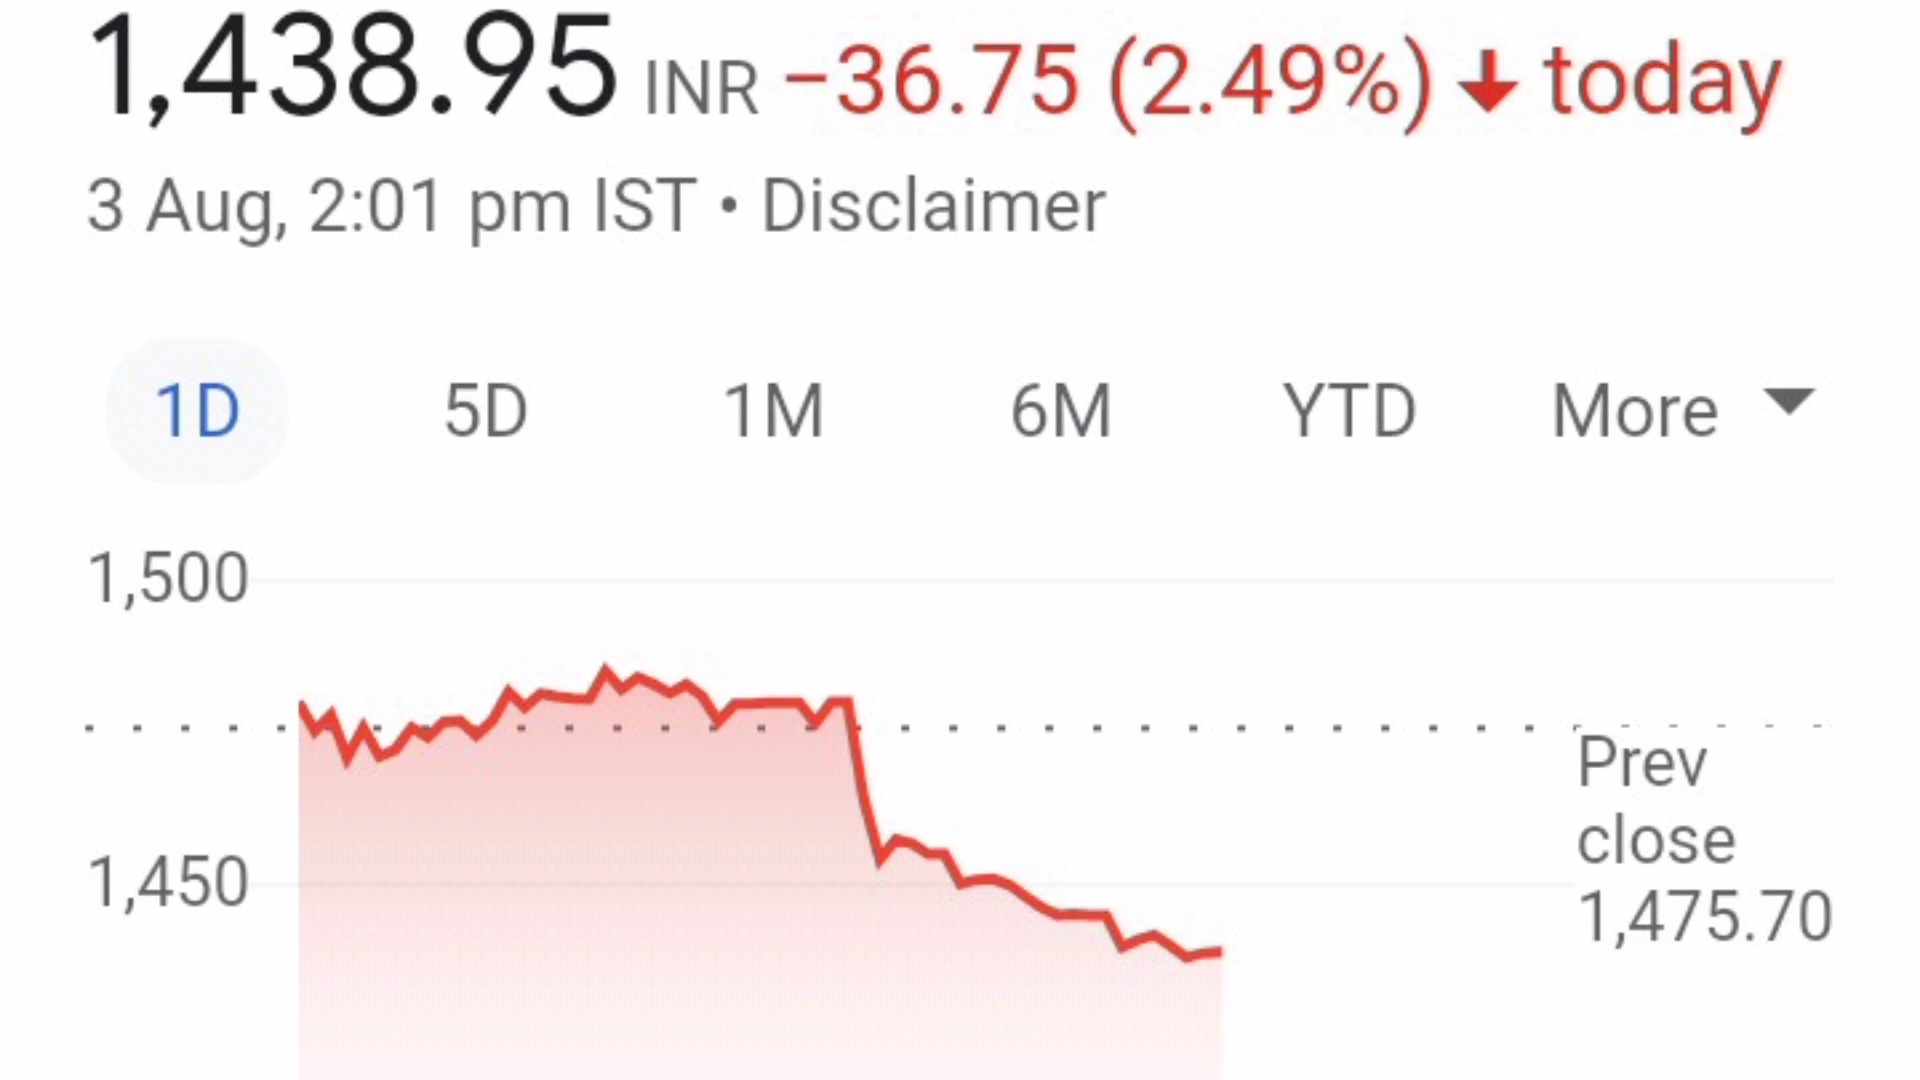 1,438.95 INR −36.75 (2.49%) ↓ today
3 Aug, 2:01 pm IST • Disclaimer
1D 5D 1M 6M YTD More
1,500
Prev
close
1,450
1,475.70